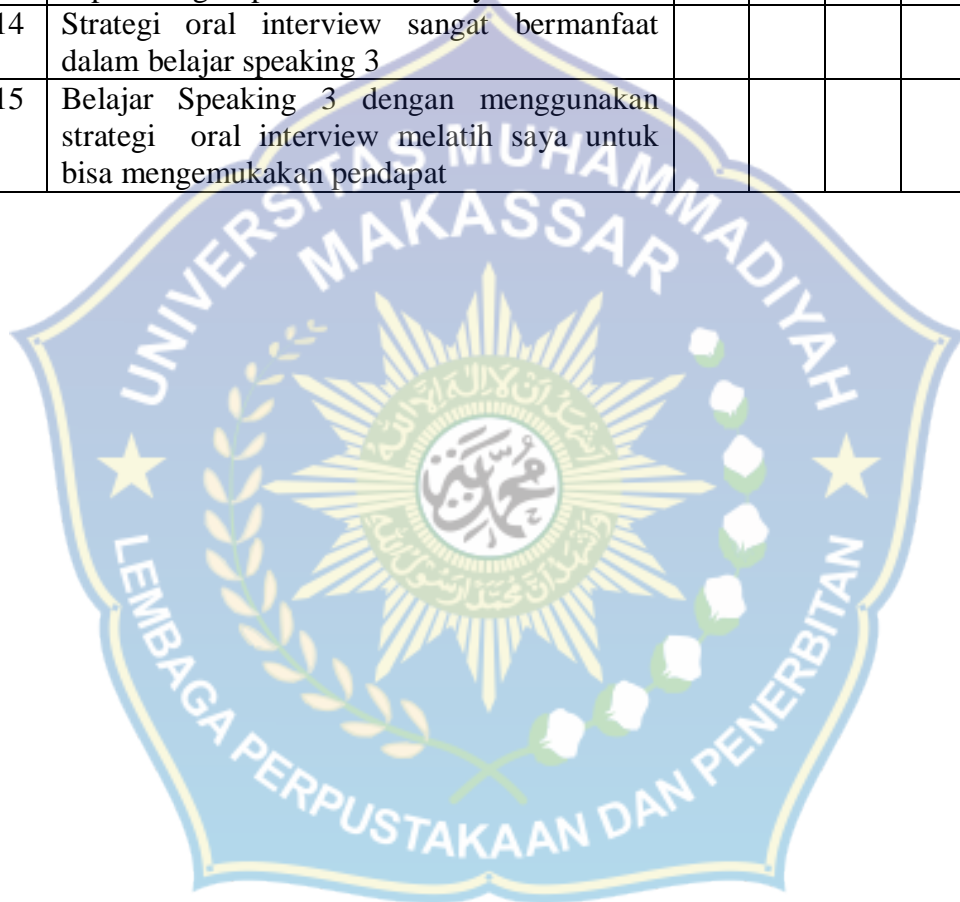 14 Strategi oral interview sangat bermanfaat
dalam belajar speaking 3
15 Belajar Speaking 3 dengan menggunakan
strategi oral interview melatih saya untuk
bisa mengemukakan pendapat
UNIVERSITAS MUHAMMADIYAH
MAKASSAR
LEMBAGA PERPUSTAKAAN DAN PENERBITAN